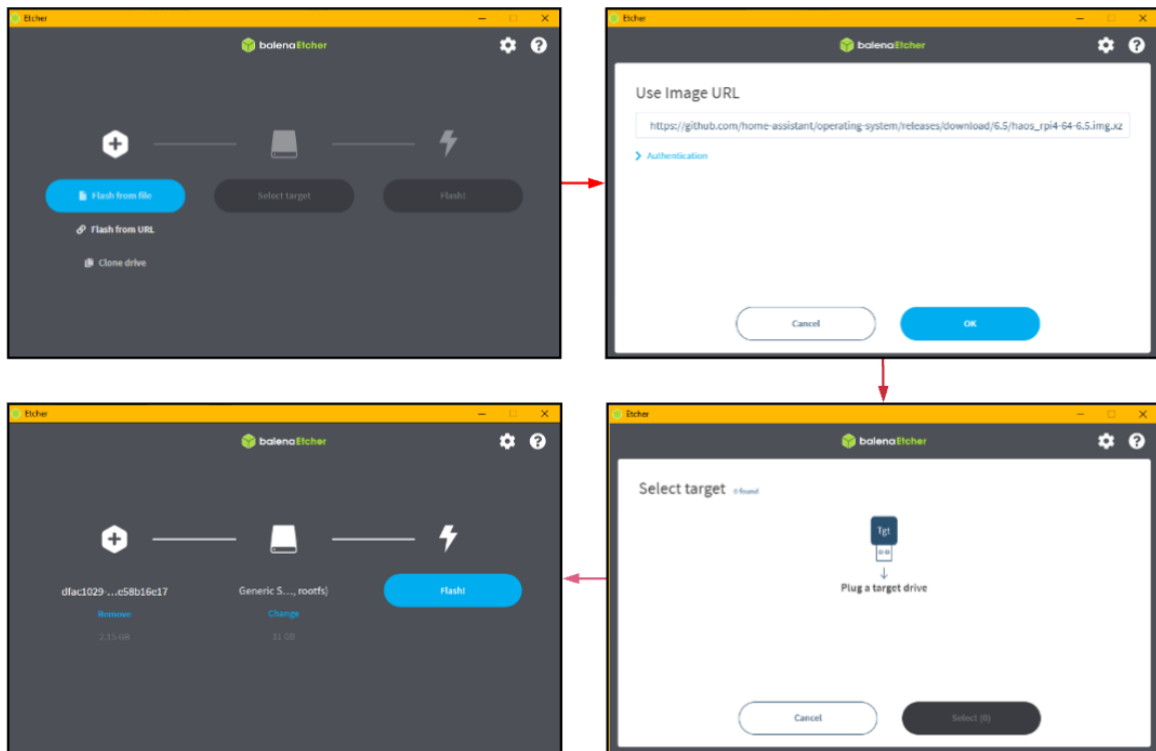 Etcher
balenaEtcher
Flash from file
Select target
Flash!
Flash from URL
Clone drive
Etcher
balenaEtcher
Use Image URL
https://github.com/home-assistant/operating-system/releases/download/6.5/haos_rpi4-64-6.5.img.xz
Authentication
Cancel
OK
Etcher
balenaEtcher
Select target 0 found
Tgt
Plug a target drive
Cancel
Select (0)
Etcher
balenaEtcher
dfac1029-...e58b16e17
Generic S..., rootfs)
Flash!
Remove
Change
2.15 GB
31 GB